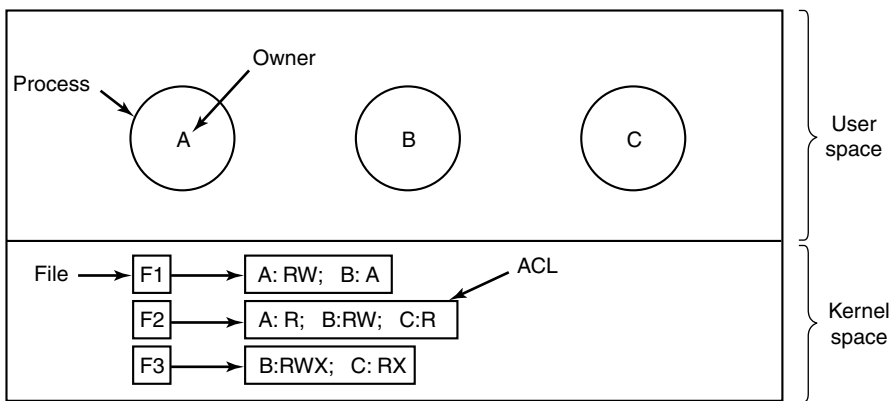 Owner
Process
A
B
C
User
space
File
F1
A: RW; B: A
ACL
F2
A: R; B:RW; C:R
F3
B:RWX; C: RX
Kernel
space